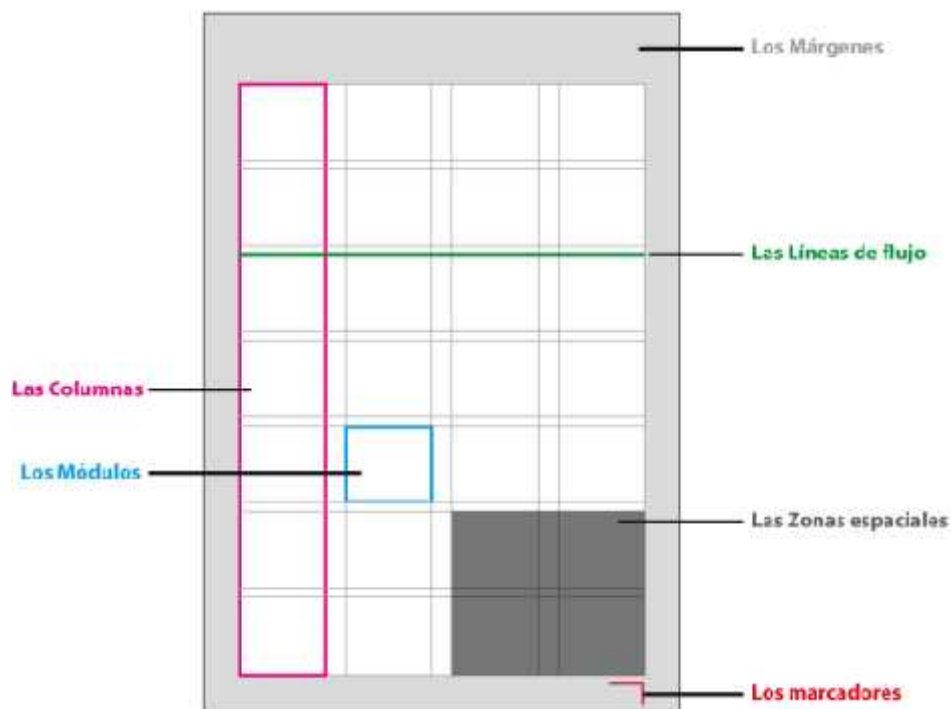 Los Márgenes
Las Líneas de flujo
Las Columnas
Los Módulos
Las Zonas espaciales
Los marcadores